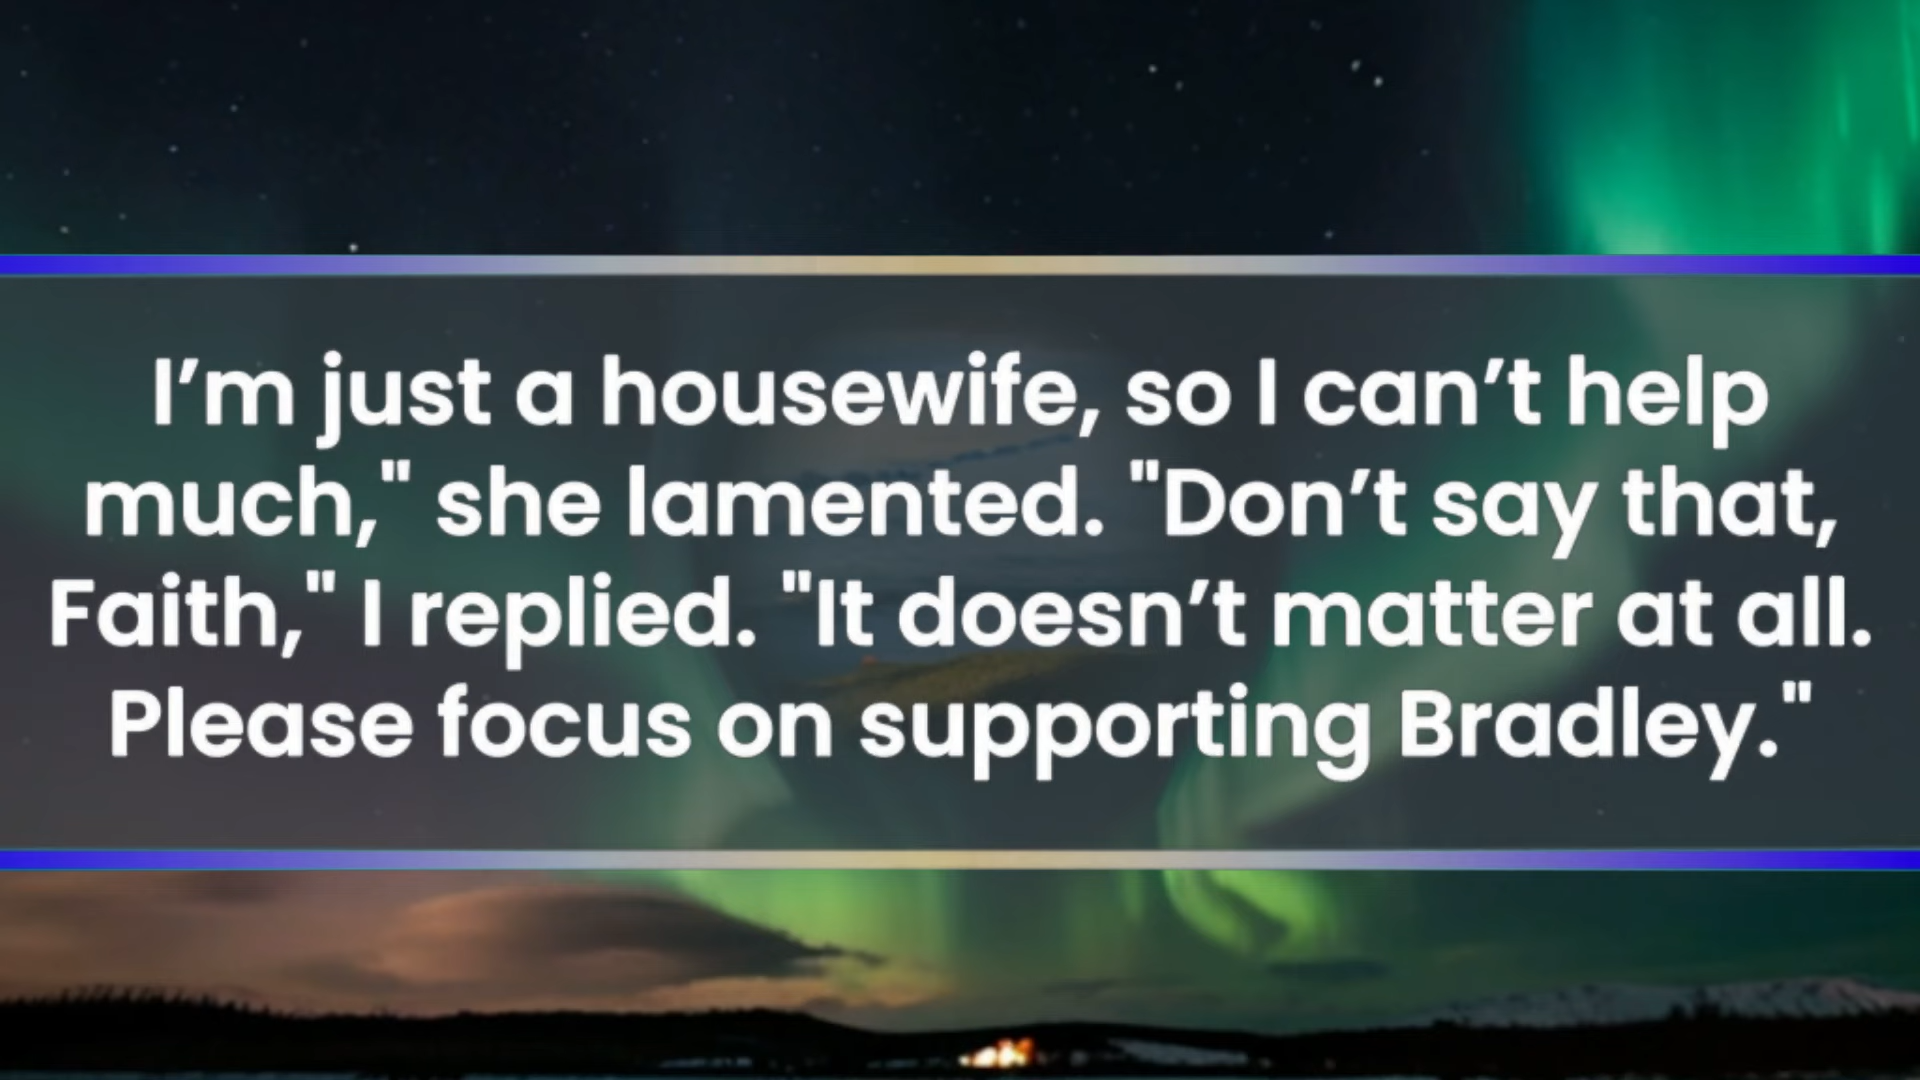 I’m just a housewife, so I can’t help
much," she lamented. "Don’t say that,
Faith," I replied. "It doesn’t matter at all.
Please focus on supporting Bradley."